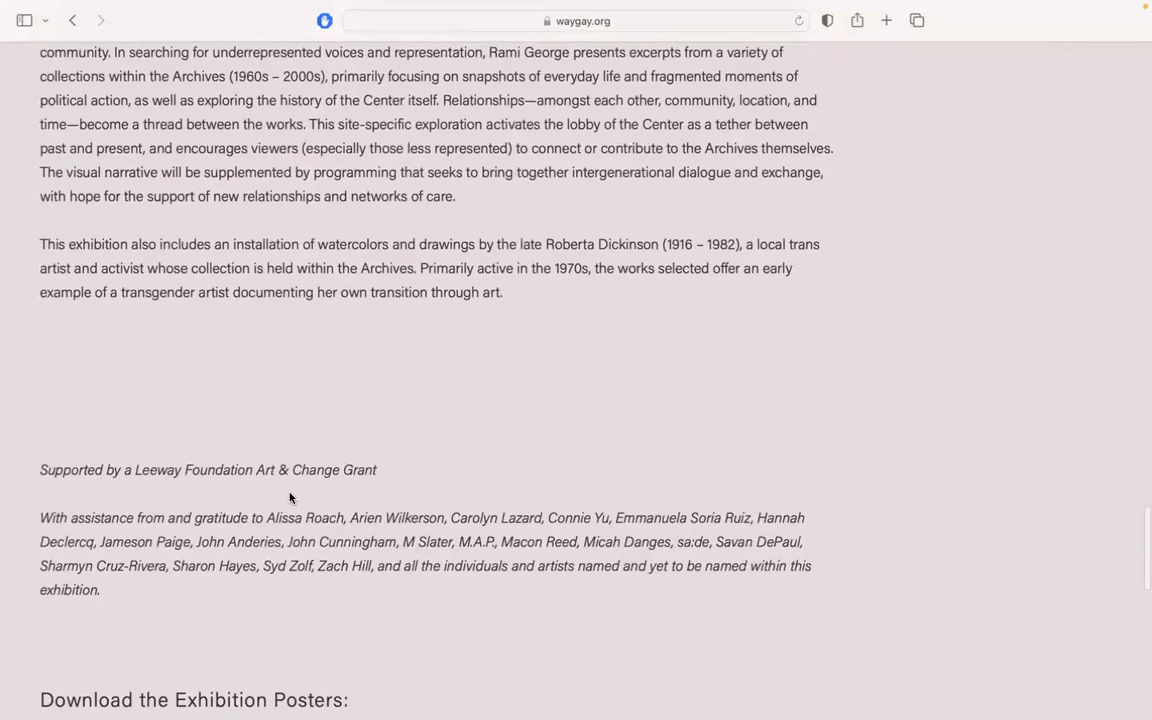 waygay.org
community. In searching for underrepresented voices and representation, Rami George presents excerpts from a variety of
collections within the Archives (1960s – 2000s), primarily focusing on snapshots of everyday life and fragmented moments of
political action, as well as exploring the history of the Center itself. Relationships—amongst each other, community, location, and
time—become a thread between the works. This site-specific exploration activates the lobby of the Center as a tether between
past and present, and encourages viewers (especially those less represented) to connect or contribute to the Archives themselves.
The visual narrative will be supplemented by programming that seeks to bring together intergenerational dialogue and exchange,
with hope for the support of new relationships and networks of care.
This exhibition also includes an installation of watercolors and drawings by the late Roberta Dickinson (1916 – 1982), a local trans
artist and activist whose collection is held within the Archives. Primarily active in the 1970s, the works selected offer an early
example of a transgender artist documenting her own transition through art.
Supported by a Leeway Foundation Art & Change Grant
With assistance from and gratitude to Alissa Roach, Arien Wilkerson, Carolyn Lazard, Connie Yu, Emmanuela Soria Ruiz, Hannah
Declercq, Jameson Paige, John Anderies, John Cunningham, M Slater, M.A.P., Macon Reed, Micah Danges, sa:de, Savan DePaul,
Sharmyn Cruz-Rivera, Sharon Hayes, Syd Zolf, Zach Hill, and all the individuals and artists named and yet to be named within this
exhibition.
Download the Exhibition Posters: